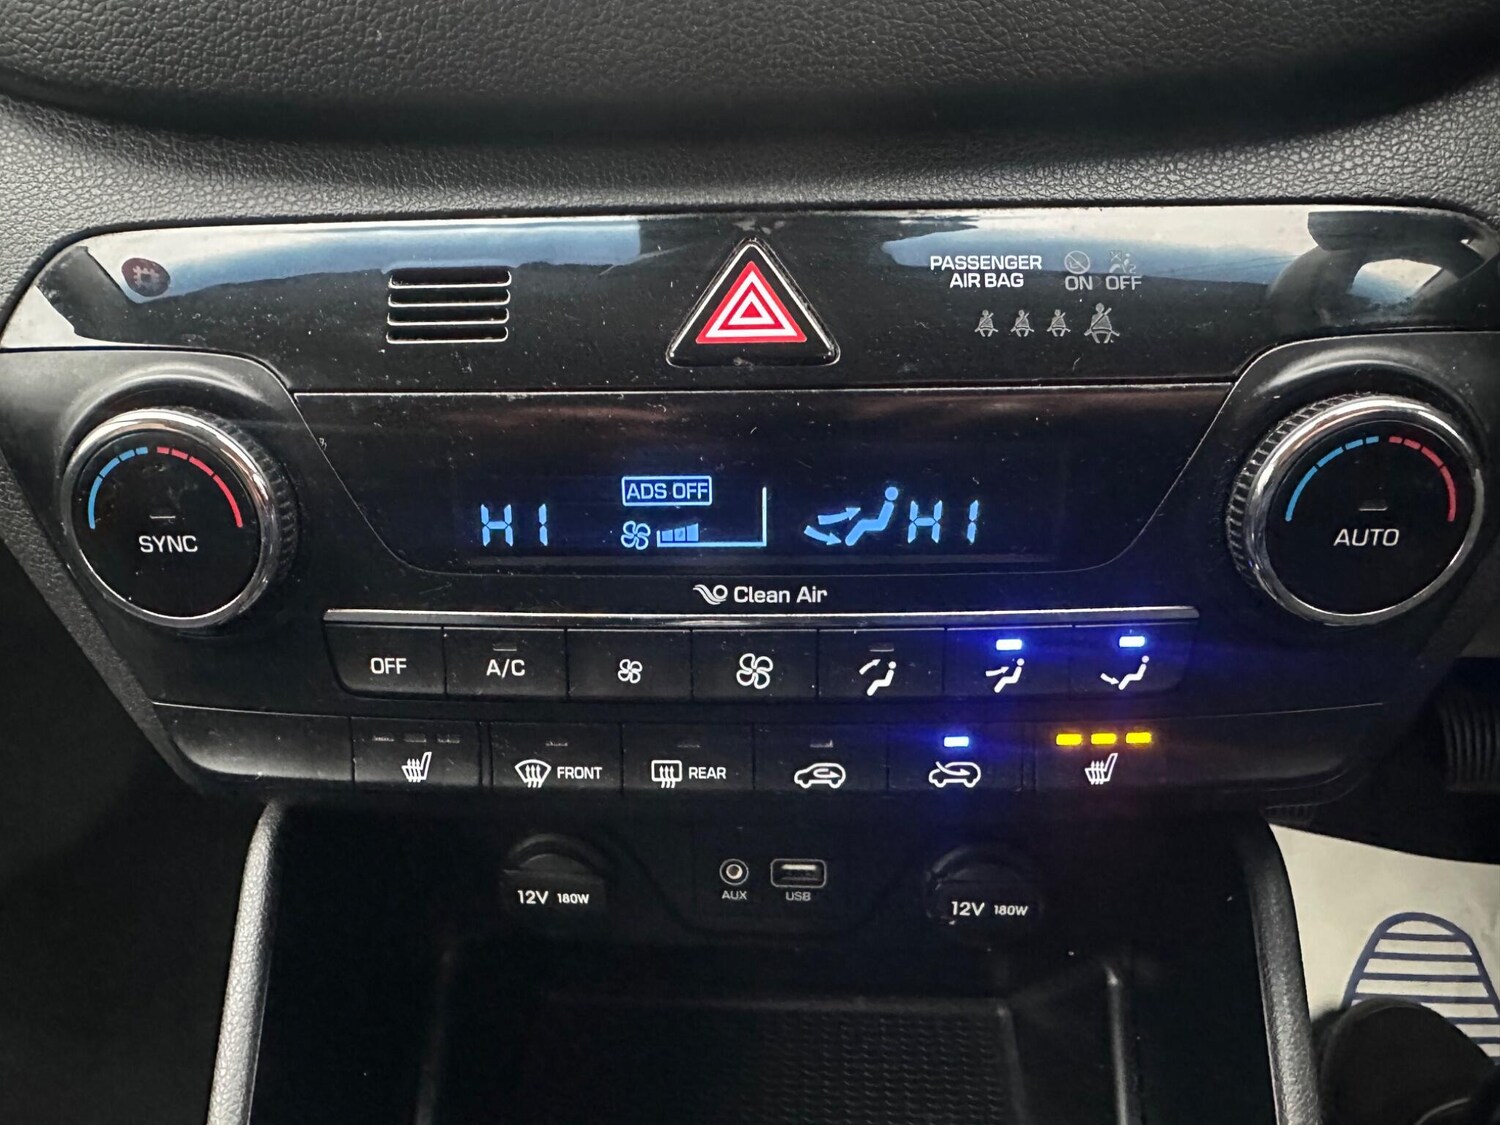 PASSENGER
AIR BAG
ON OFF
ADS OFF
HI
HI
SYNC
AUTO
Clean Air
OFF
A/C
FRONT
REAR
12V 180W
AUX
USB
12V 180W